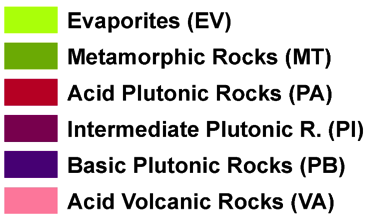 Evaporites (EV)
Metamorphic Rocks (MT)
Acid Plutonic Rocks (PA)
Intermediate Plutonic R. (PI)
Basic Plutonic Rocks (PB)
Acid Volcanic Rocks (VA)